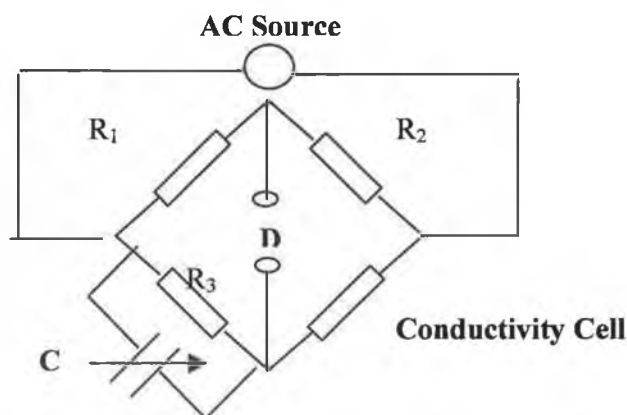 AC Source
R₁
R₂
D
R₃
Conductivity Cell
C